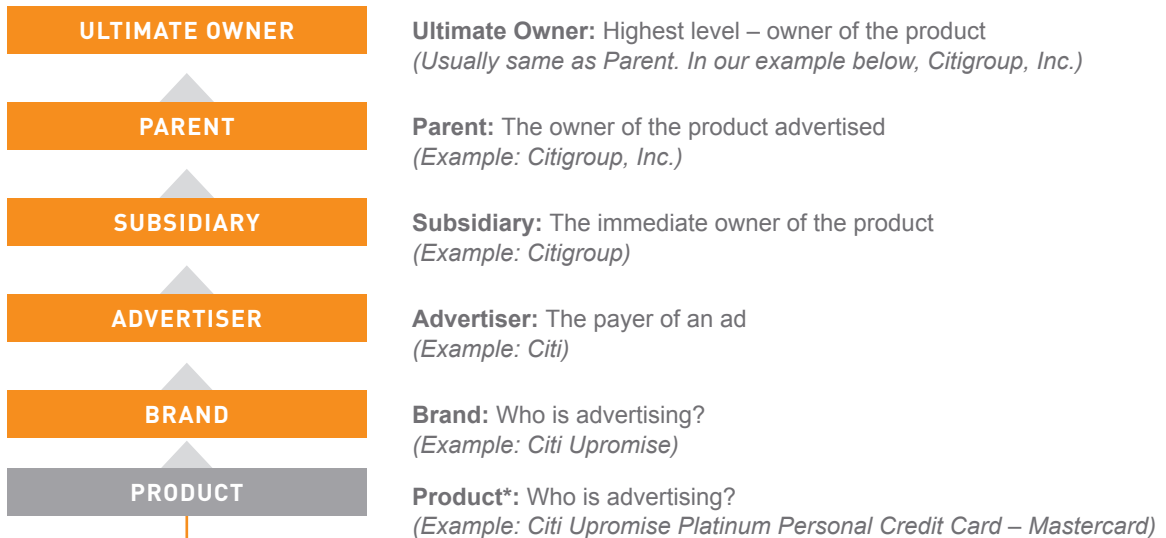 ULTIMATE OWNER
Ultimate Owner: Highest level – owner of the product
(Usually same as Parent. In our example below, Citigroup, Inc.)
PARENT
Parent: The owner of the product advertised
(Example: Citigroup, Inc.)
SUBSIDIARY
Subsidiary: The immediate owner of the product
(Example: Citigroup)
ADVERTISER
Advertiser: The payer of an ad
(Example: Citi)
BRAND
Brand: Who is advertising?
(Example: Citi Upromise)
PRODUCT
Product*: Who is advertising?
(Example: Citi Upromise Platinum Personal Credit Card – Mastercard)